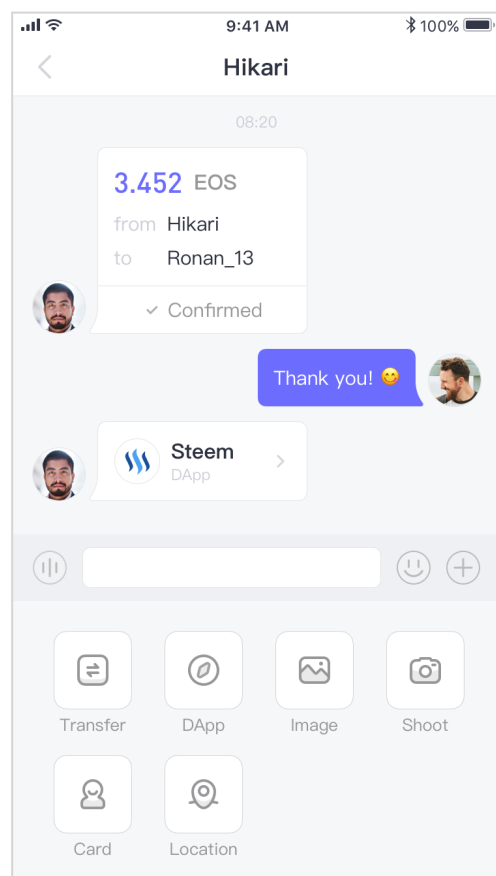 9:41 AM
100%
Hikari
08:20
3.452 EOS
from Hikari
to Ronan_13
Confirmed
Thank you! 😋
Steem
DApp
Transfer
DApp
Image
Shoot
Card
Location